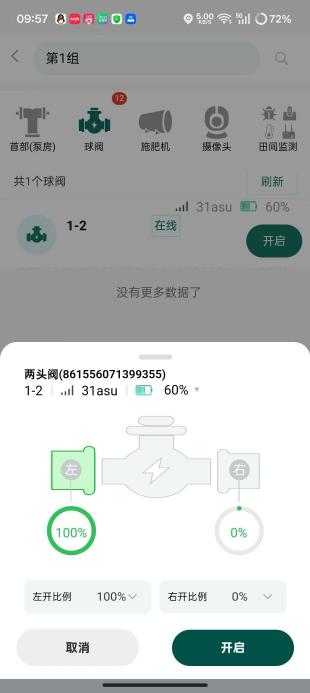 09:57
5.00
KB/S
5G
72%
第1组
12
首部(泵房)
球阀
施肥机
摄像头
田间监测
共1个球阀
刷新
31asu
60%
1-2
在线
开启
没有更多数据了
两头阀(861556071399355)
1-2
31asu
60%
左
右
100%
0%
左开比例
100%
右开比例
0%
取消
开启